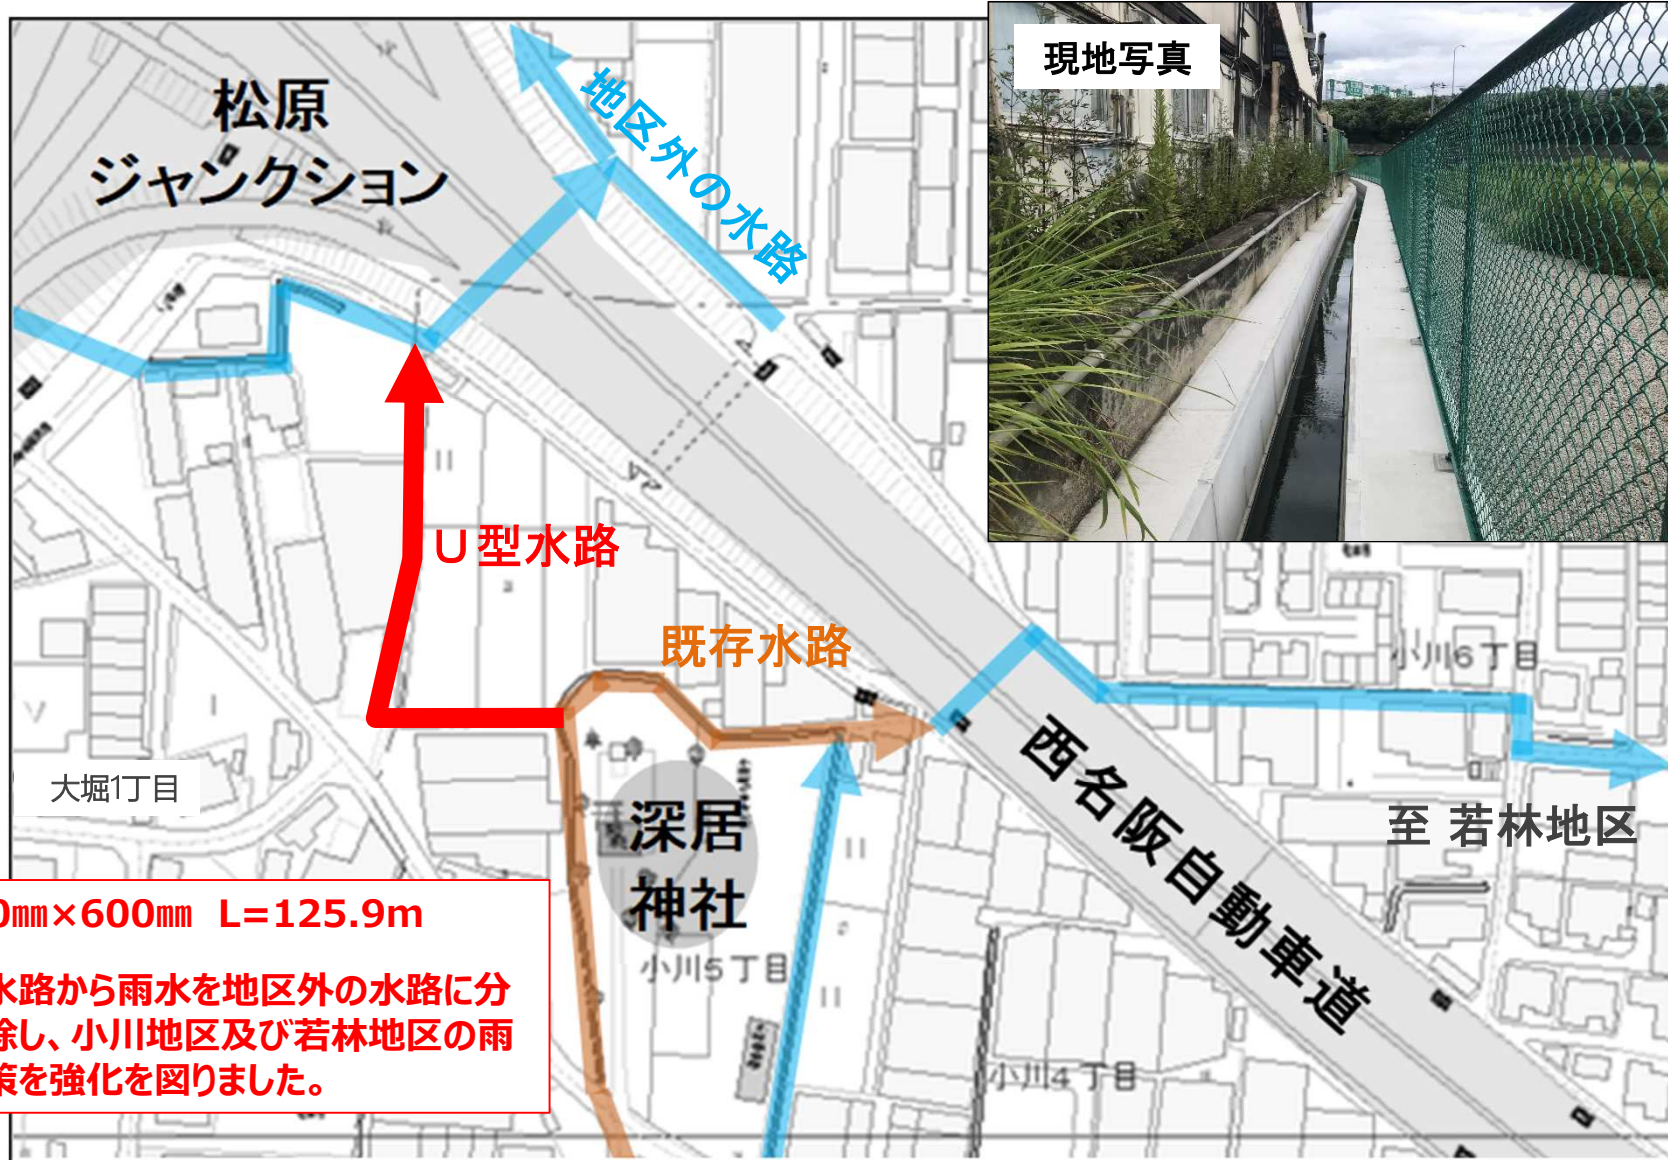 現地写真
松原
ジャンクション
地区外の水路
U型水路
既存水路
小川6丁目
西名阪自動車道
大堀1丁目
至 若林地区
深居
神社
小川5丁目
0㎜×600㎜ L=125.9m
水路から雨水を地区外の水路に分
除し、小川地区及び若林地区の雨
策を強化を図りました。
小川4丁目